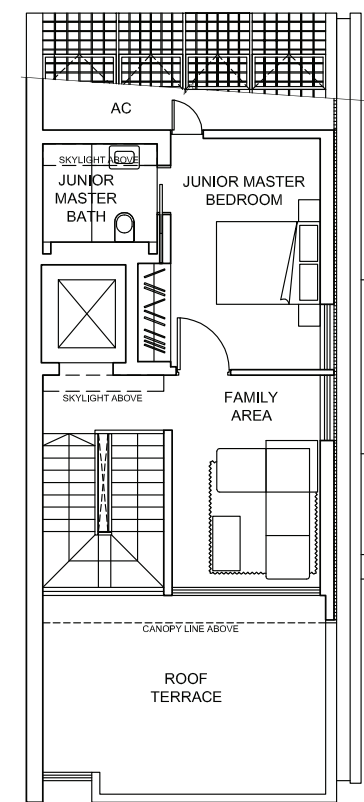 AC
SKYLIGHT ABOVE
JUNIOR
MASTER
BATH
JUNIOR MASTER
BEDROOM
SKYLIGHT ABOVE
FAMILY
AREA
CANOPY LINE ABOVE
ROOF
TERRACE